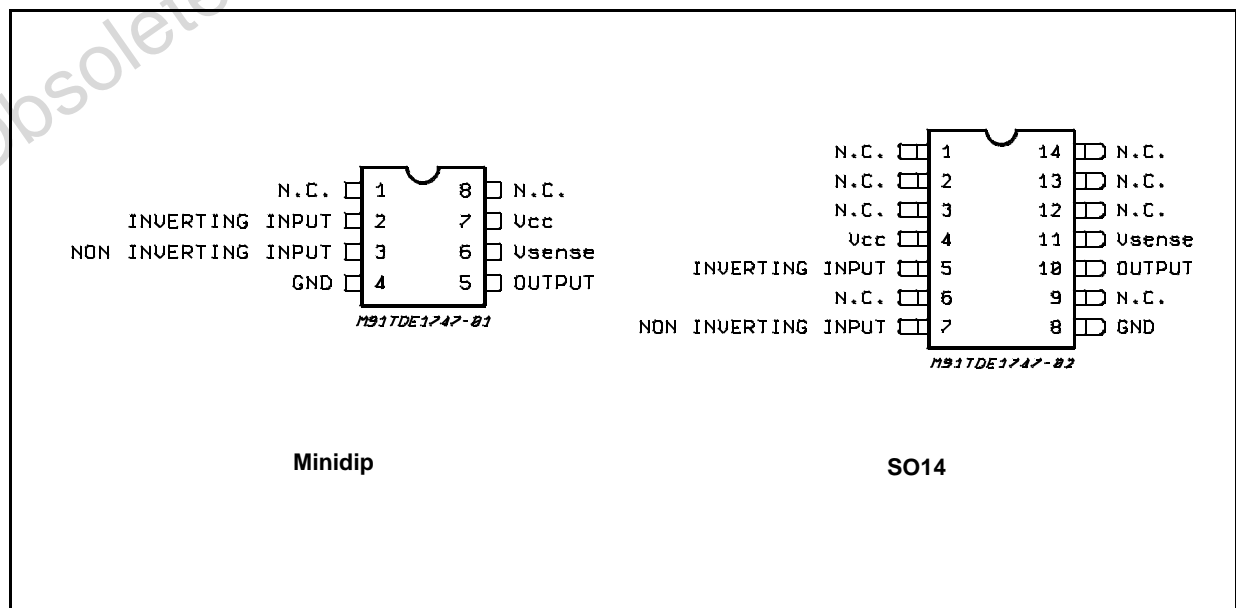 Obsolete
N.C. 1 8 N.C.
INVERTING INPUT 2 7 Vcc
NON INVERTING INPUT 3 6 Vsense
GND 4 5 OUTPUT
M91TDE1747-01
Minidip
N.C. 1 14 N.C.
N.C. 2 13 N.C.
N.C. 3 12 N.C.
Vcc 4 11 Vsense
INVERTING INPUT 5 10 OUTPUT
N.C. 6 9 N.C.
NON INVERTING INPUT 7 8 GND
M91TDE1747-02
SO14